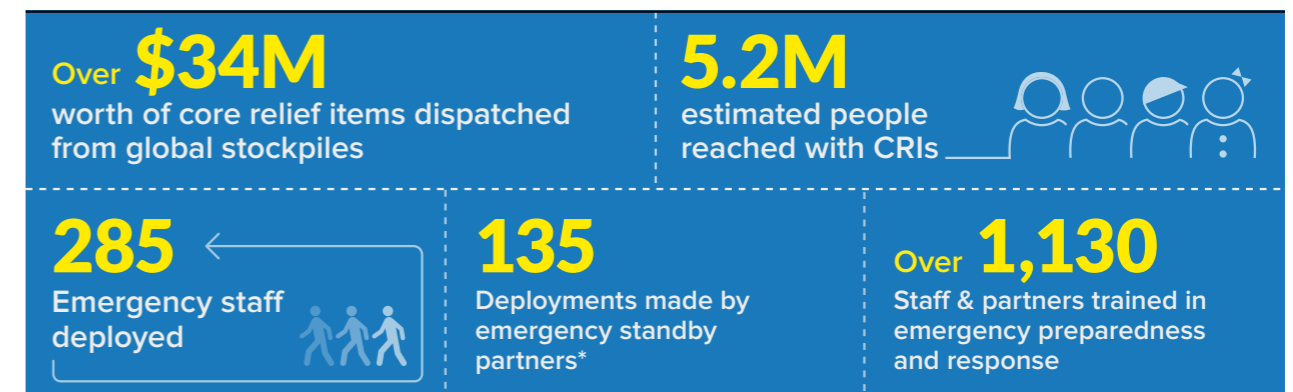 Over $34M
worth of core relief items dispatched
from global stockpiles
5.2M
estimated people
reached with CRIs
285
Emergency staff
deployed
135
Deployments made by
emergency standby
partners*
Over 1,130
Staff & partners trained in
emergency preparedness
and response